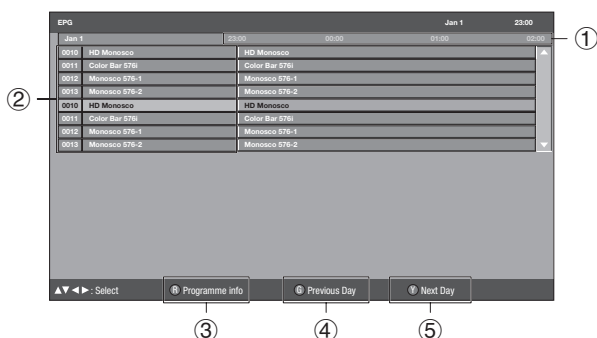 EPG Jan 1 23:00
Jan 1 23:00 00:00 01:00 02:00 ①
0010 HD Monosco HD Monosco
0011 Color Bar 576i Color Bar 576i
0012 Monosco 576-1 Monosco 576-1
0013 Monosco 576-2 Monosco 576-2
② 0010 HD Monosco HD Monosco
0011 Color Bar 576i Color Bar 576i
0012 Monosco 576-1 Monosco 576-1
0013 Monosco 576-2 Monosco 576-2
▲▼◄►: Select R Programme info G Previous Day Y Next Day
③ ④ ⑤